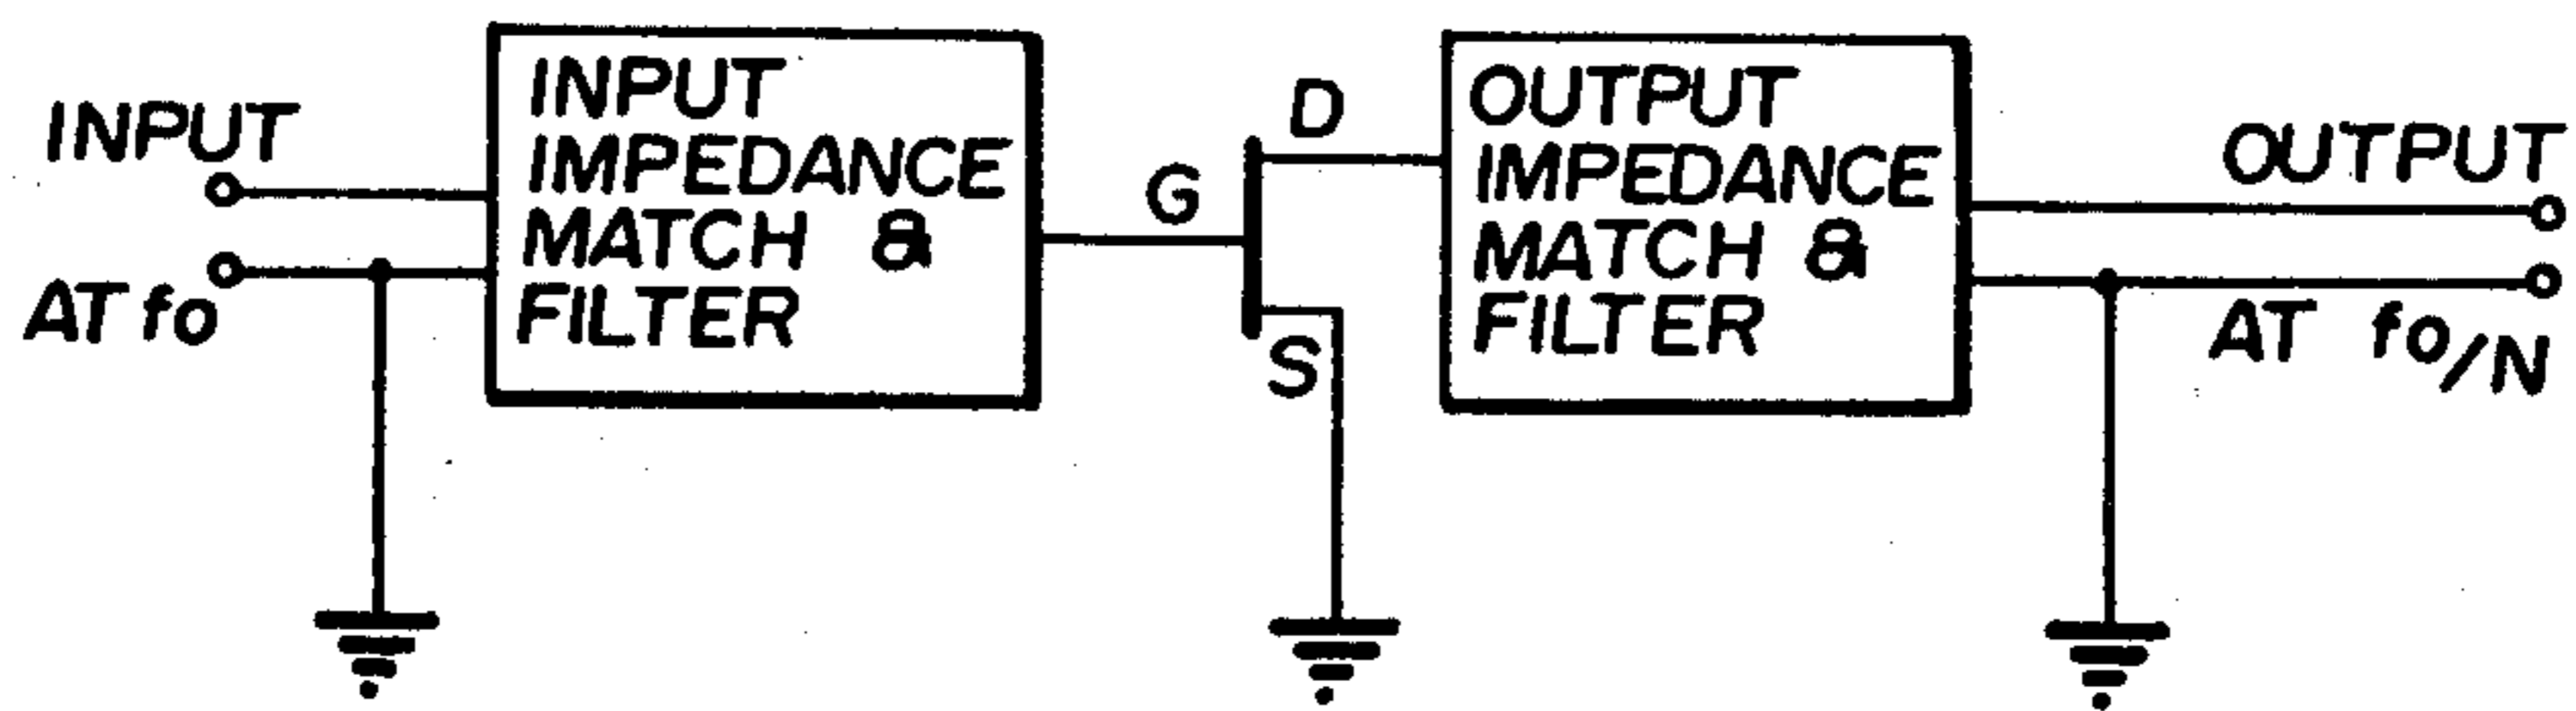 INPUT
AT fo
INPUT
IMPEDANCE
MATCH &
FILTER
G
D
S
OUTPUT
IMPEDANCE
MATCH &
FILTER
OUTPUT
AT fo/N